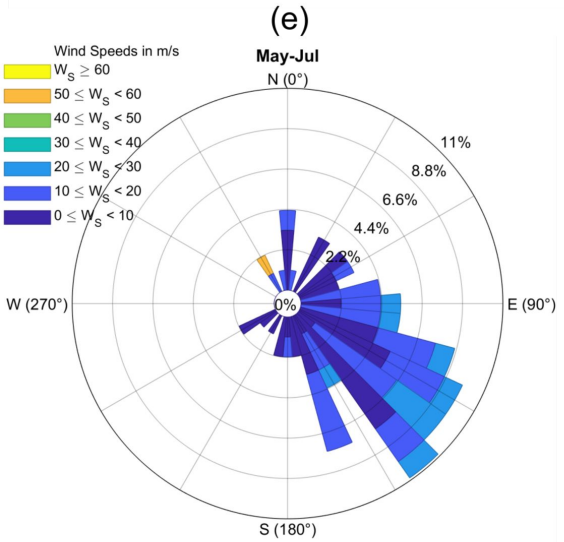 (e)
Wind Speeds in m/s
May-Jul
W_S ≥ 60
N (0°)
50 ≤ W_S < 60
40 ≤ W_S < 50
30 ≤ W_S < 40
20 ≤ W_S < 30
10 ≤ W_S < 20
0 ≤ W_S < 10
11%
8.8%
6.6%
4.4%
2.2%
0%
W (270°)
E (90°)
S (180°)